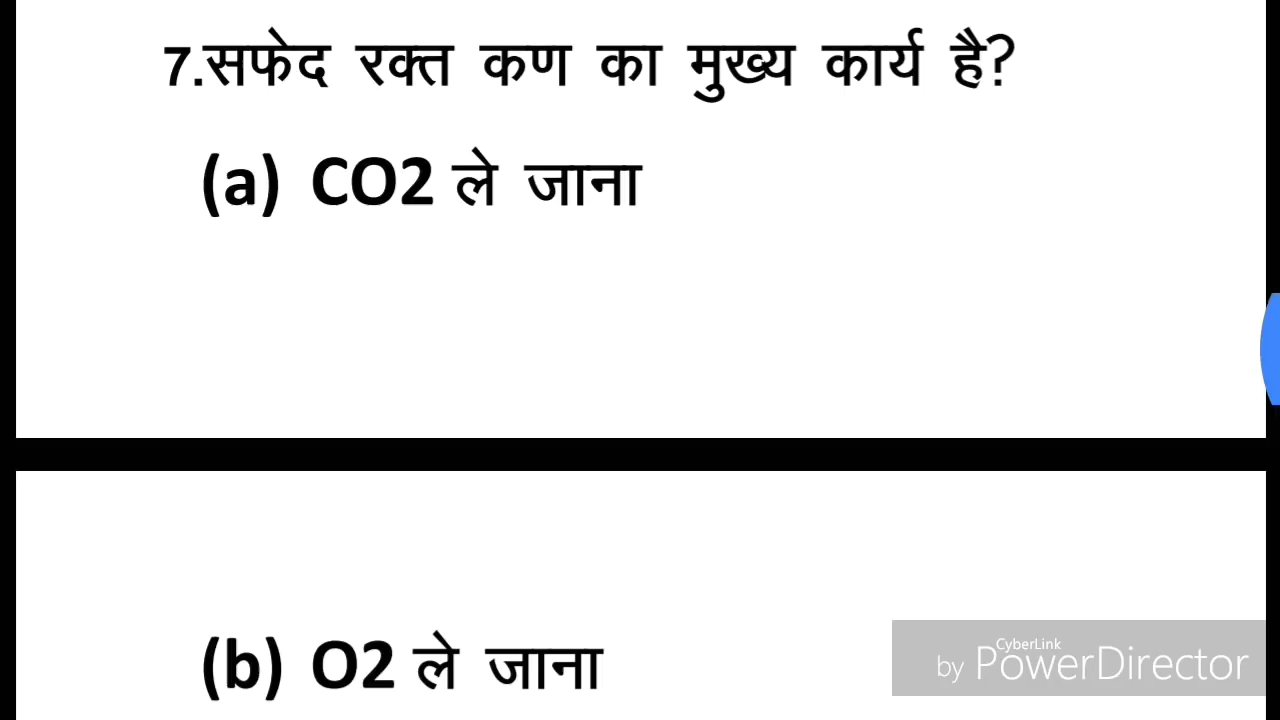 7.सफेद रक्त कण का मुख्य कार्य है?
(a) CO2 ले जाना
(b) O2 ले जाना
CyberLink
by PowerDirector